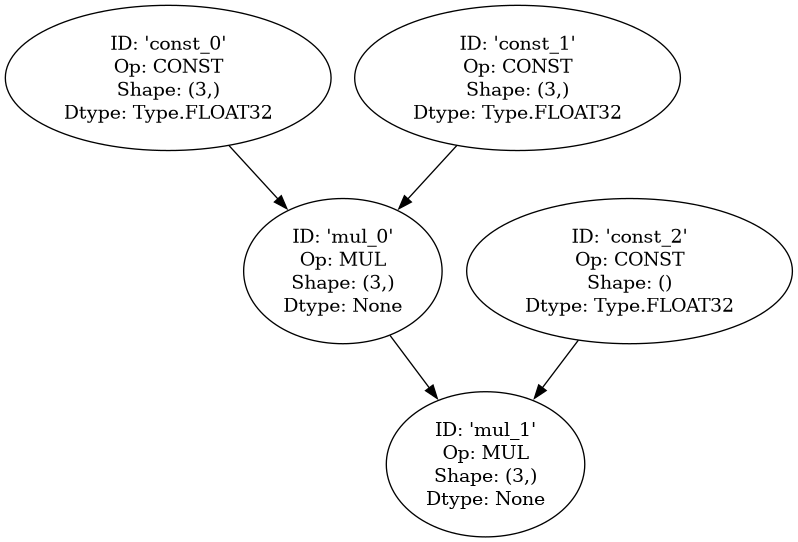 ID: 'const_0'
Op: CONST
Shape: (3,)
Dtype: Type.FLOAT32
ID: 'const_1'
Op: CONST
Shape: (3,)
Dtype: Type.FLOAT32
ID: 'mul_0'
Op: MUL
Shape: (3,)
Dtype: None
ID: 'const_2'
Op: CONST
Shape: ()
Dtype: Type.FLOAT32
ID: 'mul_1'
Op: MUL
Shape: (3,)
Dtype: None